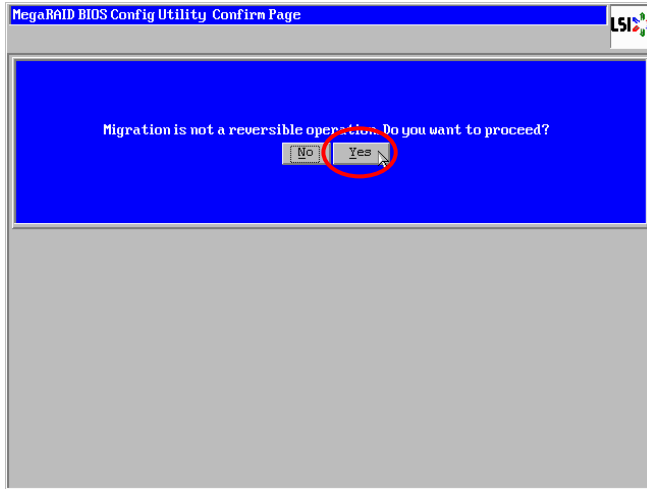 MegaRAID BIOS Config Utility Confirm Page
LSI
Migration is not a reversible operation. Do you want to proceed?
No
Yes